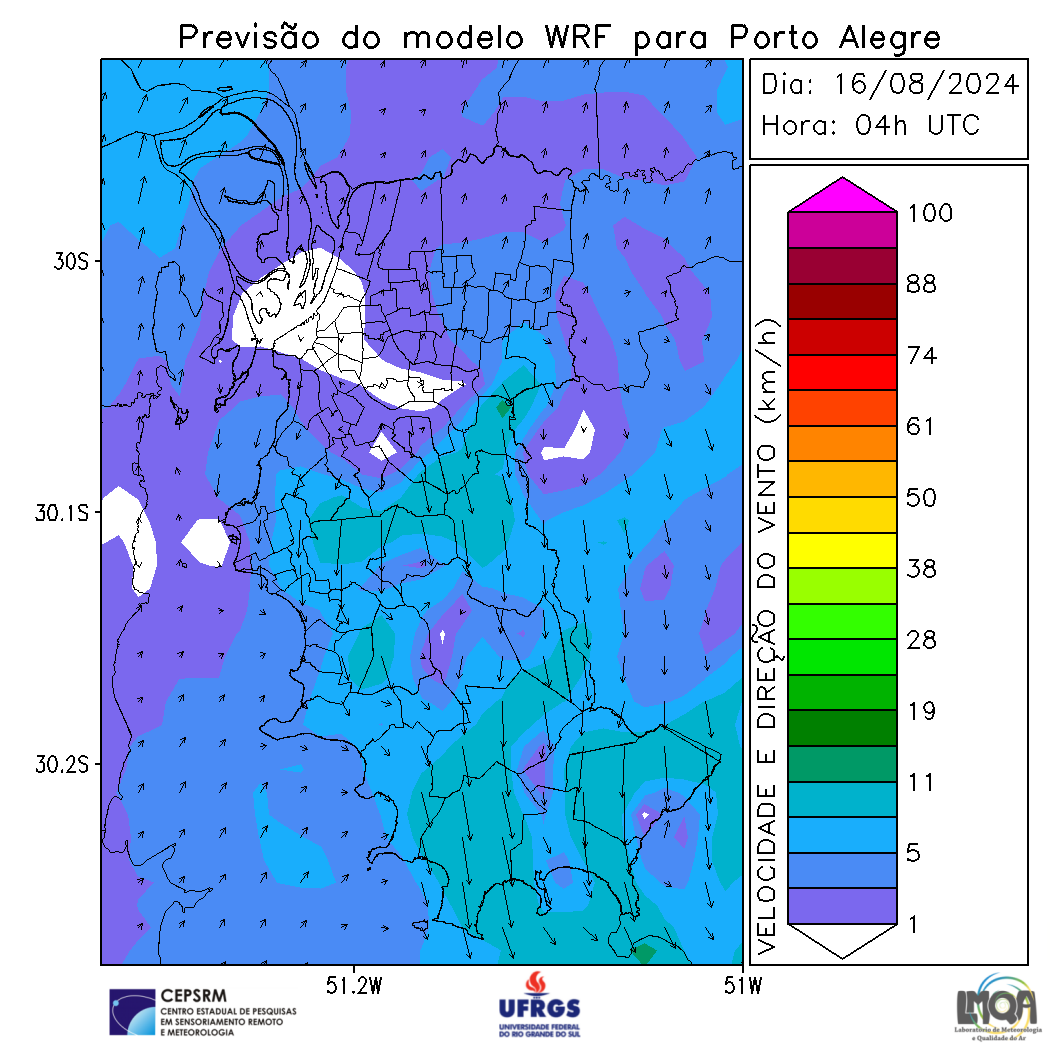 Previsão do modelo WRF para Porto Alegre
Dia: 16/08/2024
Hora: 04h UTC
30S
30.1S
30.2S
51.2W
51W
VELOCIDADE E DIREÇÃO DO VENTO (km/h)
100
88
74
61
50
38
28
19
11
5
1
CEPSRM
CENTRO ESTADUAL DE PESQUISAS
EM SENSORIAMENTO REMOTO
E METEOROLOGIA
UFRGS
UNIVERSIDADE FEDERAL
DO RIO GRANDE DO SUL
LMQA
Laboratório de Meteorologia
e Qualidade do Ar